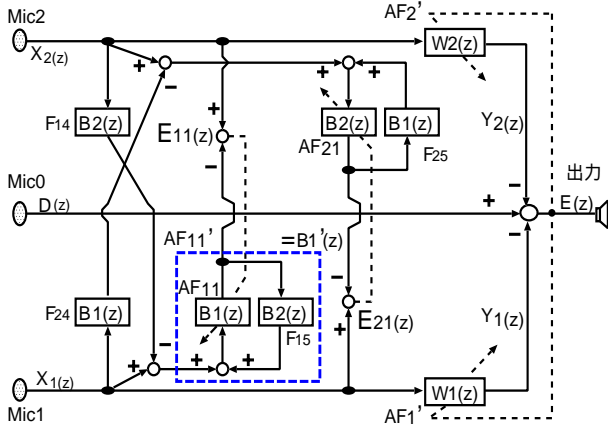 Mic2
X2(z)
AF2'
W2(z)
+
−
+
+
F14
B2(z)
+
E11(z)
−
B2(z)
B1(z)
AF21
F25
Y2(z)
出力
Mic0
D(z)
+
−
E(z)
−
AF11'
=B1'(z)
AF11
−
F24
B1(z)
B1(z)
B2(z)
F15
E21(z)
+
Y1(z)
−
+
+
+
X1(z)
Mic1
W1(z)
AF1'